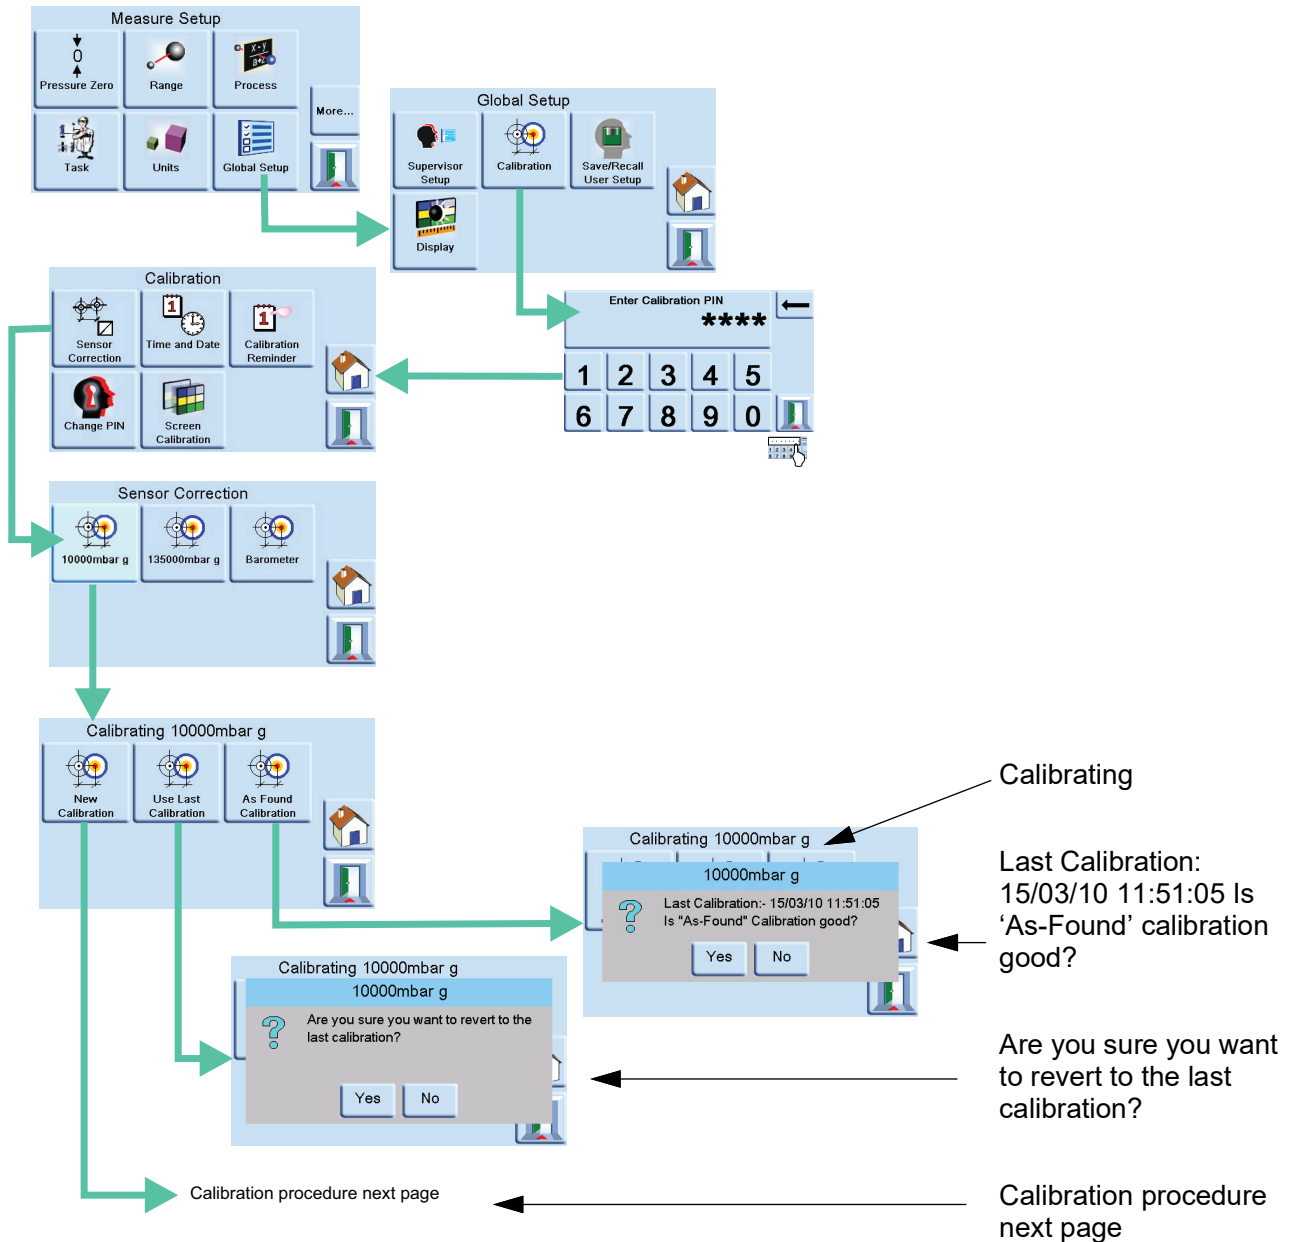 Measure Setup
0
x-y
a+z
Pressure Zero
Range
Process
More...
Task
Units
Global Setup
Global Setup
Supervisor
Setup
Calibration
Save/Recall
User Setup
Display
Enter Calibration PIN
****
1 2 3 4 5
6 7 8 9 0
Calibration
1
1
Sensor
Correction
Time and Date
Calibration
Reminder
Change PIN
Screen
Calibration
Sensor Correction
10000mbar g
135000mbar g
Barometer
Calibrating 10000mbar g
New
Calibration
Use Last
Calibration
As Found
Calibration
Calibrating 10000mbar g
10000mbar g
Last Calibration:- 15/03/10 11:51:05
Is "As-Found" Calibration good?
Yes
No
Calibrating 10000mbar g
10000mbar g
Are you sure you want to revert to the
last calibration?
Yes
No
Calibration procedure next page
Calibrating
Last Calibration:
15/03/10 11:51:05 Is
‘As-Found’ calibration
good?
Are you sure you want
to revert to the last
calibration?
Calibration procedure
next page